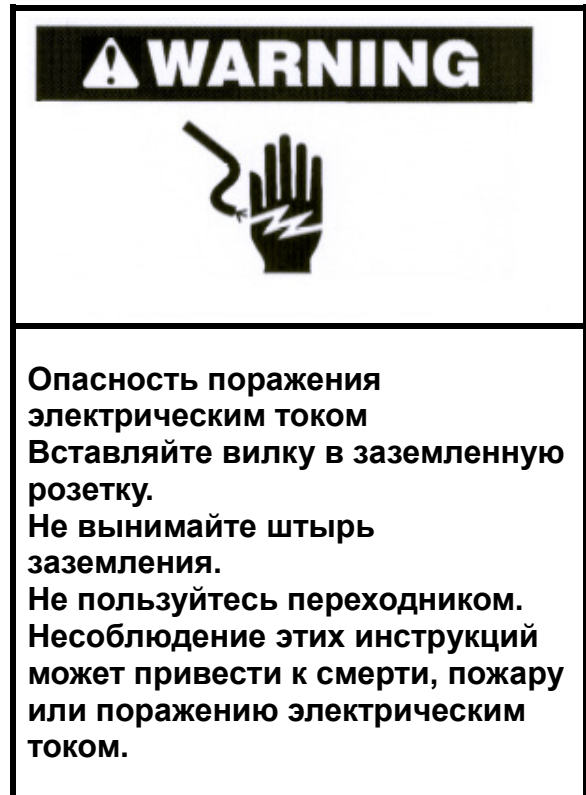 WARNING
Опасность поражения
электрическим током
Вставляйте вилку в заземленную
розетку.
Не вынимайте штырь
заземления.
Не пользуйтесь переходником.
Несоблюдение этих инструкций
может привести к смерти, пожару
или поражению электрическим
током.